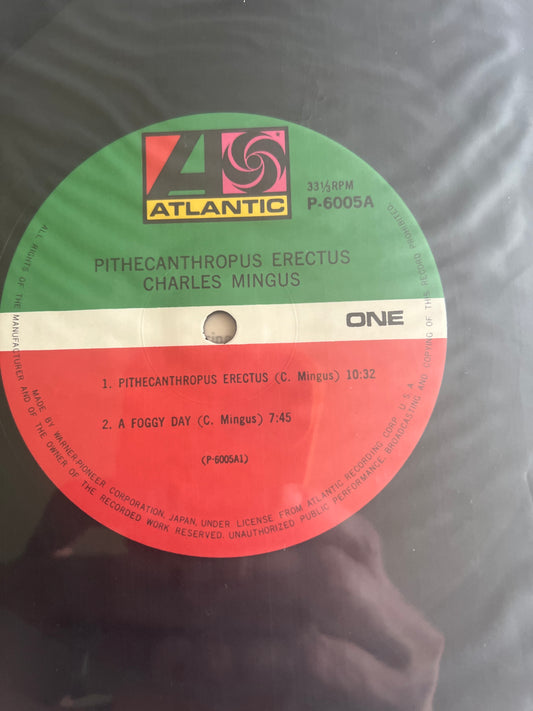 ATLANTIC
33⅓RPM
P-6005A
PITHECANTHROPUS ERECTUS
CHARLES MINGUS
ONE
1. PITHECANTHROPUS ERECTUS (C. Mingus) 10:32
2. A FOGGY DAY (C. Mingus) 7:45
(P-6005A1)
MADE BY WARNER-PIONEER CORPORATION, JAPAN, UNDER LICENSE FROM ATLANTIC RECORDING CORP., U.S.A.
ALL RIGHTS OF THE MANUFACTURER AND OF THE OWNER OF THE RECORDED WORK RESERVED. UNAUTHORIZED PUBLIC PERFORMANCE, BROADCASTING AND COPYING OF THIS RECORD PROHIBITED.